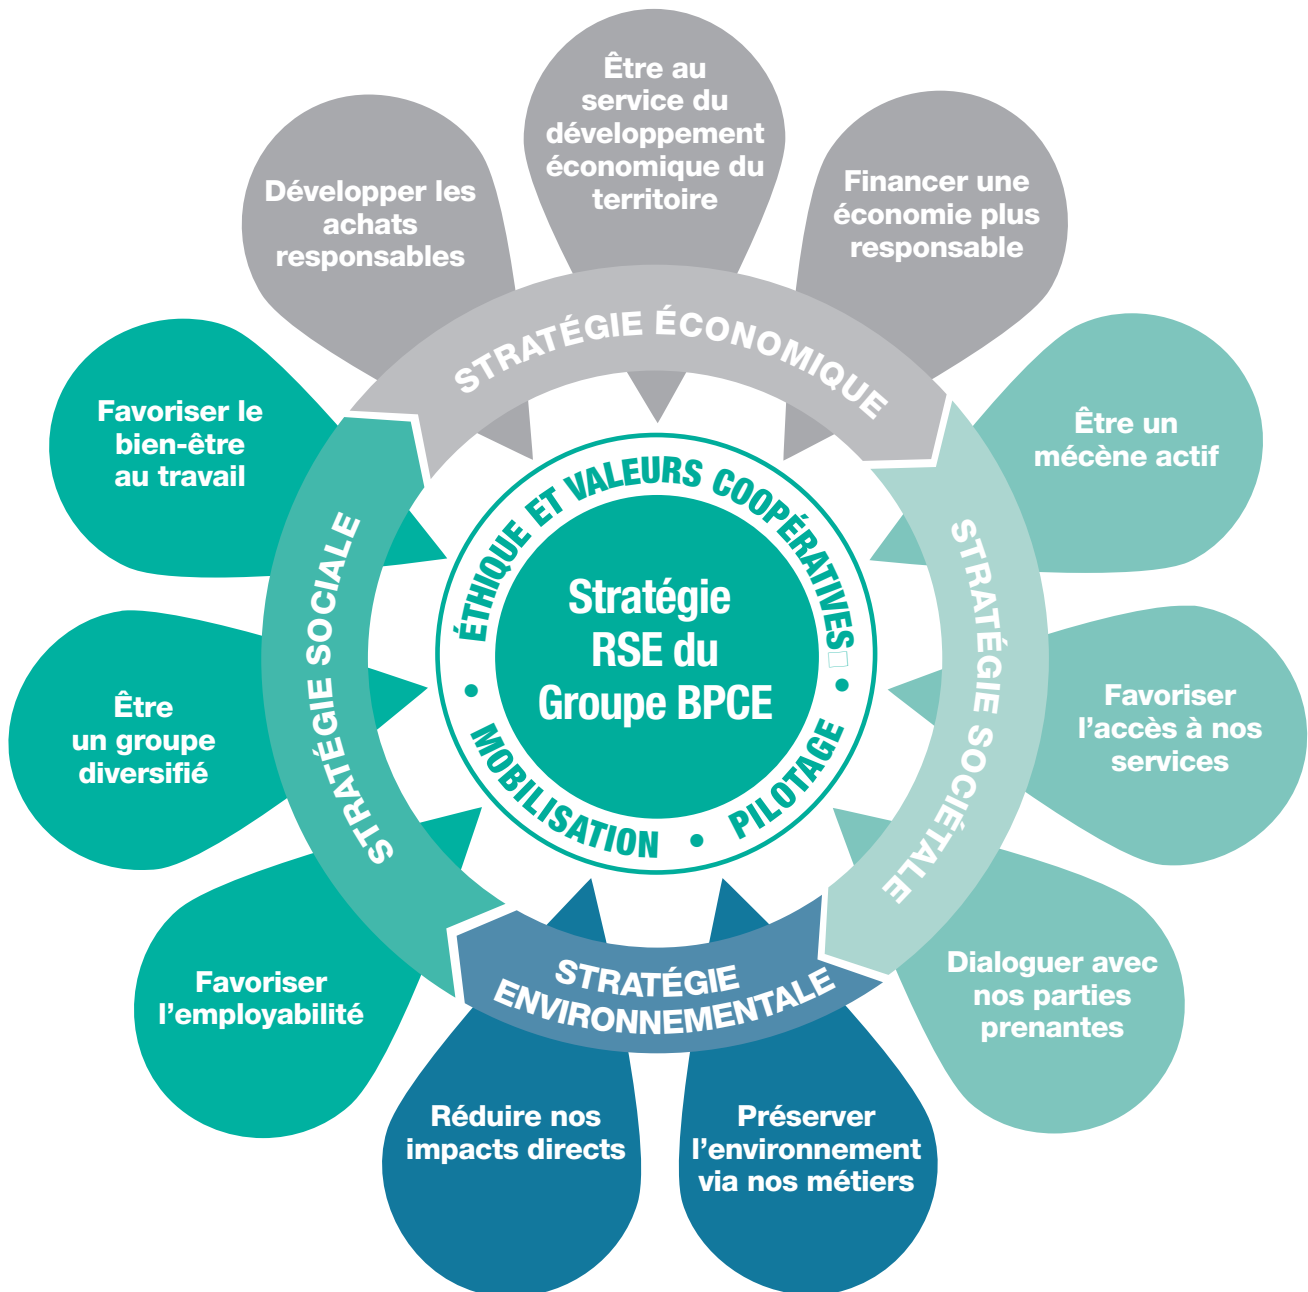 Être au
service du
développement
économique du
territoire
Financer une
économie plus
responsable
Développer les
achats
responsables
STRATÉGIE ÉCONOMIQUE
Être un
mécène actif
Favoriser
l’accès à nos
services
Dialoguer avec
nos parties
prenantes
STRATÉGIE SOCIÉTALE
Préserver
l’environnement
via nos métiers
Réduire nos
impacts directs
STRATÉGIE
ENVIRONNEMENTALE
Favoriser
l’employabilité
Être
un groupe
diversifié
Favoriser le
bien-être
au travail
STRATÉGIE SOCIALE
ÉTHIQUE ET VALEURS COOPÉRATIVES
• PILOTAGE
• MOBILISATION •
Stratégie
RSE du
Groupe BPCE